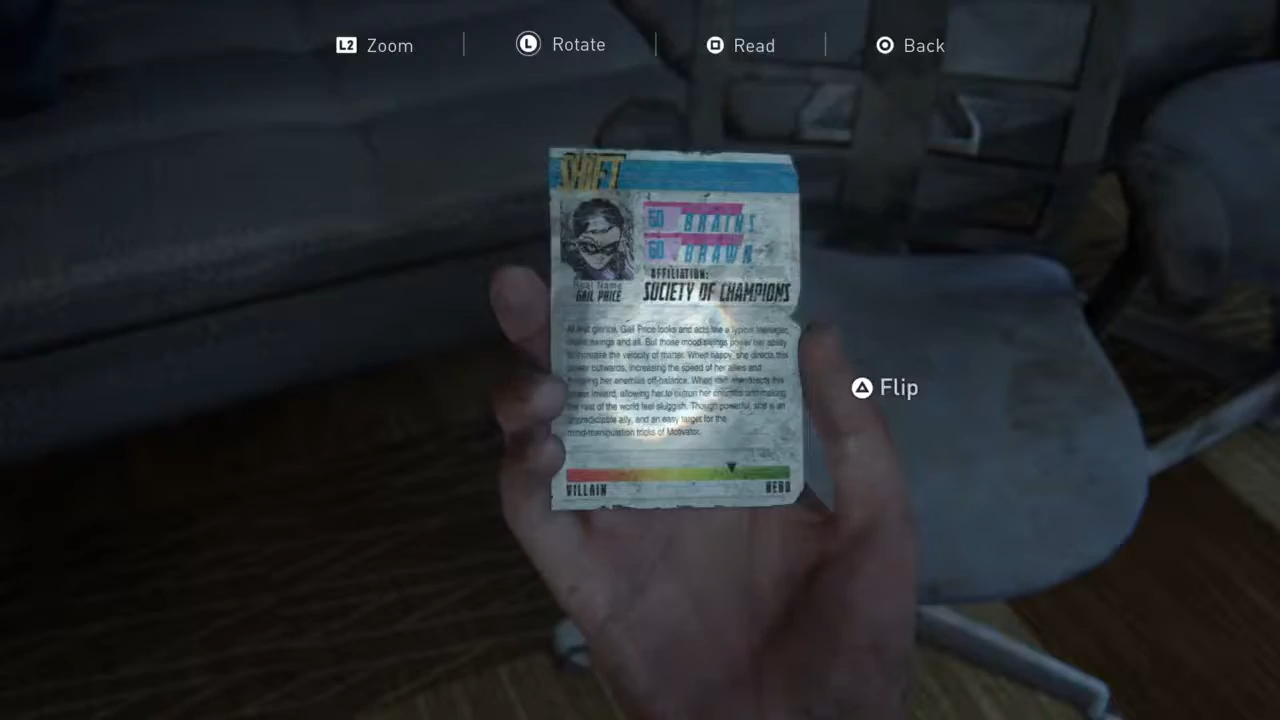 L2 Zoom
L Rotate
Read
Back
SHIFT
60 BRAINS
60 BRAWN
AFFILIATION:
Real Name
GAIL PRICE
SOCIETY OF CHAMPIONS
At first glance, Gail Price looks and acts like a typical teenager,
mood swings and all. But those mood swings power her ability
to increase the velocity of matter. When happy, she directs this
power outwards, increasing the speed of her allies and
throwing her enemies off-balance. When sad, she directs this
power inward, allowing her to outrun her enemies and making
the rest of the world feel sluggish. Though powerful, she is an
unpredictable ally, and an easy target for the
mind-manipulation tricks of Motivator.
Flip
VILLAIN
HERO